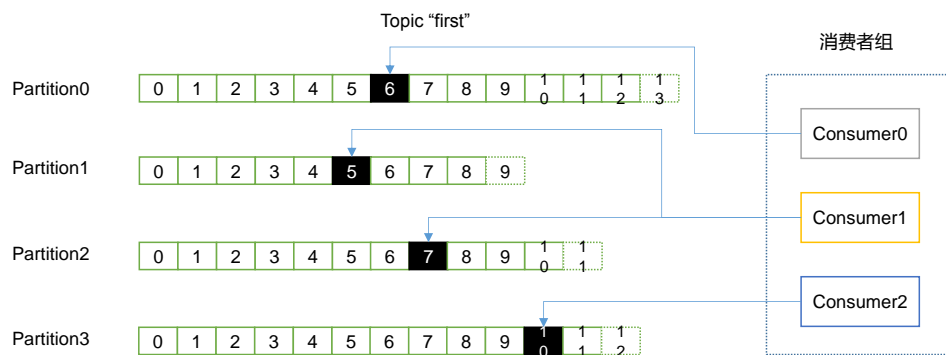 Topic “first”
消费者组
Partition0
0 1 2 3 4 5 6 7 8 9 10 11 12 13
Consumer0
Partition1
0 1 2 3 4 5 6 7 8 9
Consumer1
Partition2
0 1 2 3 4 5 6 7 8 9 10 11
Consumer2
Partition3
0 1 2 3 4 5 6 7 8 9 10 11 12